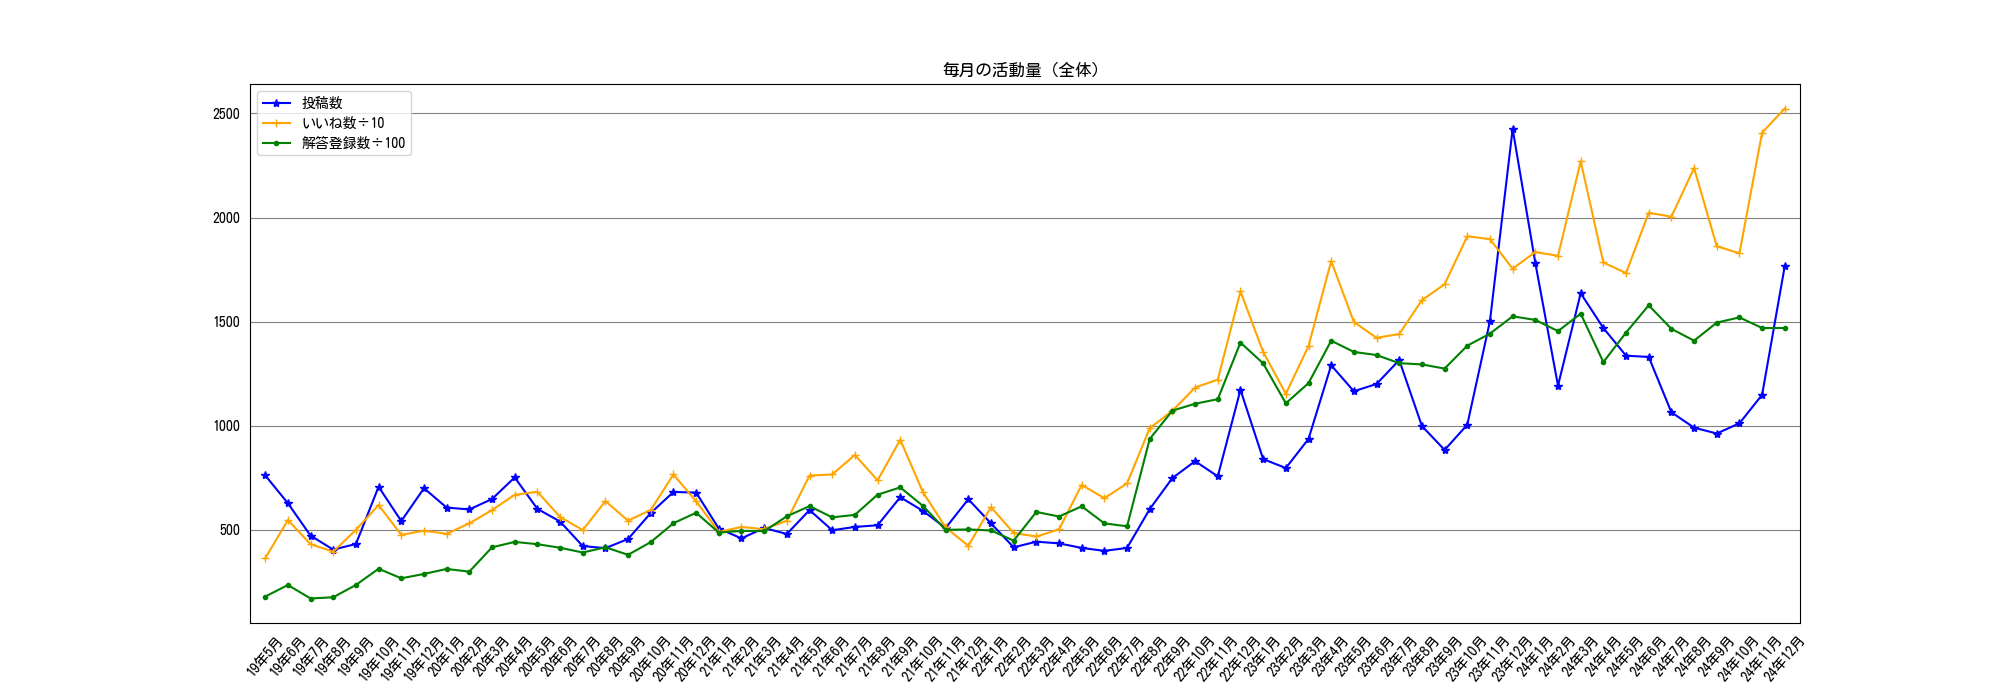 毎月の活動量（全体）
投稿数
いいね数÷10
解答登録数÷100
2500
2000
1500
1000
500
19年5月
19年6月
19年7月
19年8月
19年9月
19年10月
19年11月
19年12月
20年1月
20年2月
20年3月
20年4月
20年5月
20年6月
20年7月
20年8月
20年9月
20年10月
20年11月
20年12月
21年1月
21年2月
21年3月
21年4月
21年5月
21年6月
21年7月
21年8月
21年9月
21年10月
21年11月
21年12月
22年1月
22年2月
22年3月
22年4月
22年5月
22年6月
22年7月
22年8月
22年9月
22年10月
22年11月
22年12月
23年1月
23年2月
23年3月
23年4月
23年5月
23年6月
23年7月
23年8月
23年9月
23年10月
23年11月
23年12月
24年1月
24年2月
24年3月
24年4月
24年5月
24年6月
24年7月
24年8月
24年9月
24年10月
24年11月
24年12月